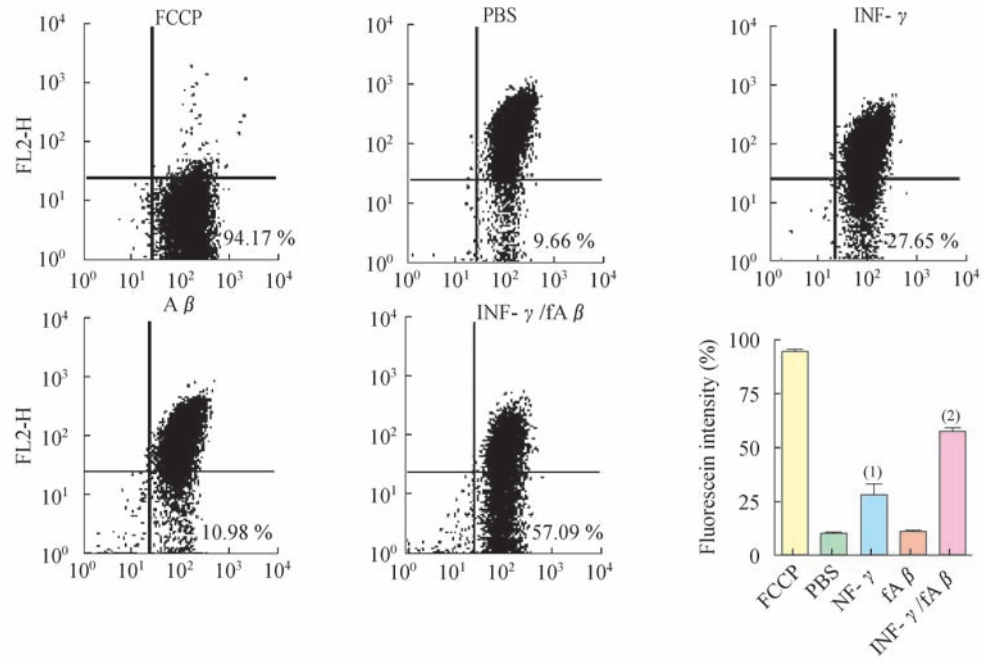 FCCP
PBS
INF- γ
FL2-H
10⁴
10³
10²
10¹
10⁰
94.17 %
10⁰ 10¹ 10² 10³ 10⁴
10⁴
10³
10²
10¹
10⁰
9.66 %
10⁰ 10¹ 10² 10³ 10⁴
10⁴
10³
10²
10¹
10⁰
27.65 %
10⁰ 10¹ 10² 10³ 10⁴
A β
INF- γ /fA β
FL2-H
10⁴
10³
10²
10¹
10⁰
10.98 %
10⁰ 10¹ 10² 10³ 10⁴
10⁴
10³
10²
10¹
10⁰
57.09 %
10⁰ 10¹ 10² 10³ 10⁴
Fluorescein intensity (%)
100
75
50
25
0
(1)
(2)
FCCP
PBS
NF- γ
fA β
INF- γ /fA β